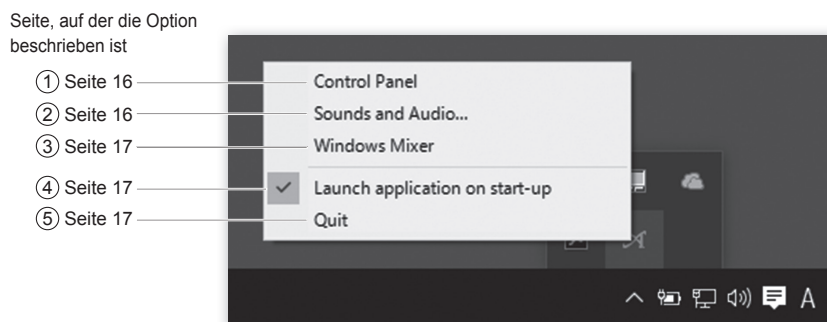 Seite, auf der die Option
beschrieben ist
① Seite 16
② Seite 16
③ Seite 17
④ Seite 17
⑤ Seite 17
Control Panel
Sounds and Audio...
Windows Mixer
Launch application on start-up
Quit
A